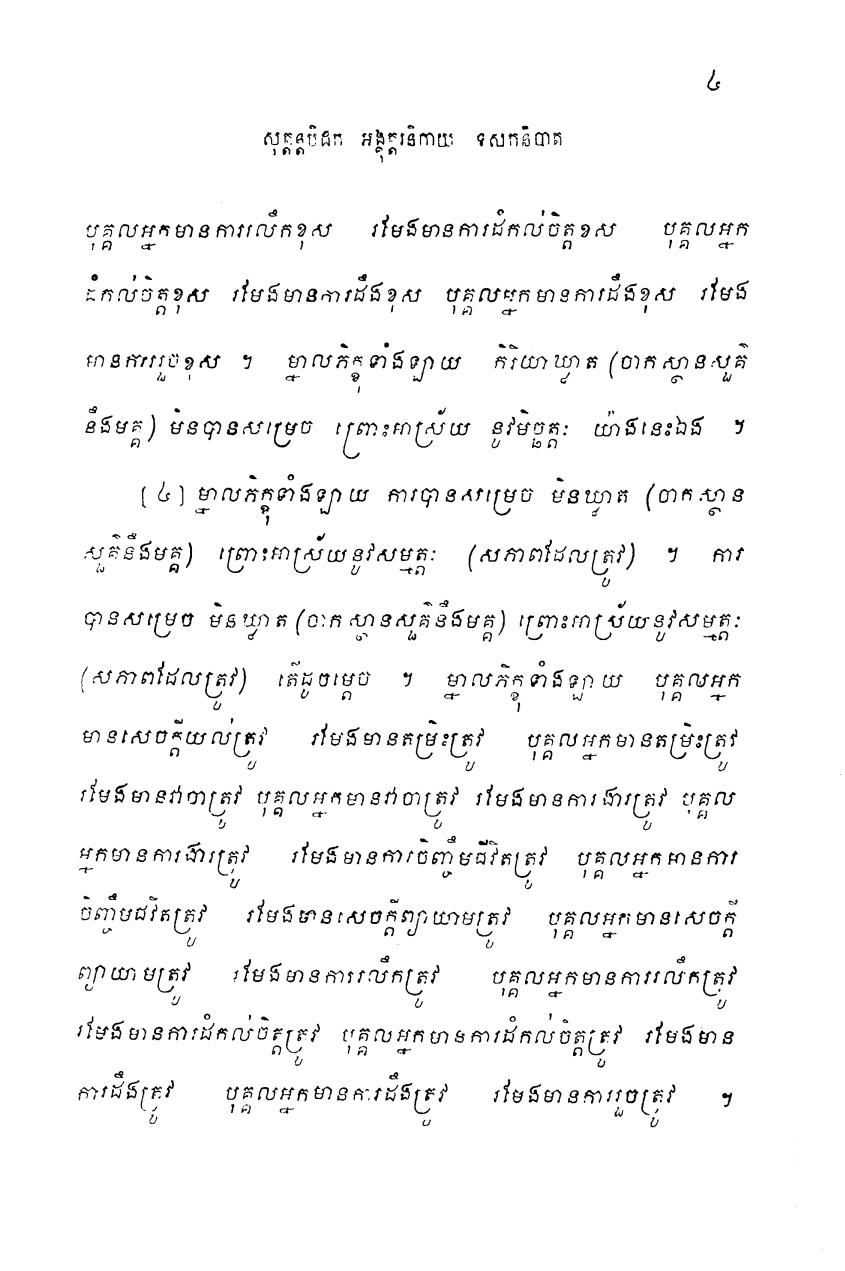 ៤
សុត្តន្តបិដក អង្គុត្តរនិកាយ ទសកនិបាត
បុគ្គលអ្នកមានការរលឹកខុស រមែងមានការដំកល់ចិត្តខុស បុគ្គលអ្នក
ដំកល់ចិត្តខុស រមែងមានការដឹងខុស បុគ្គលអ្នកមានការដឹងខុស រមែង
មានការរួចខុស ។ ម្នាលភិក្ខុទាំងឡាយ កិរិយាឃ្លាត (ចាកស្ថានសួគ៌
នឹងមគ្គ) មិនបានសម្រេច ព្រោះអាស្រ័យ នូវមិច្ឆត្តៈ យ៉ាងនេះឯង ។
[៤] ម្នាលភិក្ខុទាំងឡាយ ការបានសម្រេច មិនឃ្លាត (ចាកស្ថាន
សួគ៌នឹងមគ្គ) ព្រោះអាស្រ័យនូវសម្មត្តៈ (សភាពដែលត្រូវ) ។ ការ
បានសម្រេច មិនឃ្លាត (ចាកស្ថានសួគ៌នឹងមគ្គ) ព្រោះអាស្រ័យនូវសម្មត្តៈ
(សភាពដែលត្រូវ) តើដូចម្តេច ។ ម្នាលភិក្ខុទាំងឡាយ បុគ្គលអ្នក
មានសេចក្តីយល់ត្រូវ រមែងមានតម្រិះត្រូវ បុគ្គលអ្នកមានតម្រិះត្រូវ
រមែងមានវាចាត្រូវ បុគ្គលអ្នកមានវាចាត្រូវ រមែងមានការងារត្រូវ បុគ្គល
អ្នកមានការងារត្រូវ រមែងមានការចិញ្ចឹមជីវិតត្រូវ បុគ្គលអ្នកមានការ
ចិញ្ចឹមជីវិតត្រូវ រមែងមានសេចក្តីព្យាយាមត្រូវ បុគ្គលអ្នកមានសេចក្តី
ព្យាយាមត្រូវ រមែងមានការរលឹកត្រូវ បុគ្គលអ្នកមានការរលឹកត្រូវ
រមែងមានការដំកល់ចិត្តត្រូវ បុគ្គលអ្នកមានការដំកល់ចិត្តត្រូវ រមែងមាន
ការដឹងត្រូវ បុគ្គលអ្នកមានការដឹងត្រូវ រមែងមានការរួចត្រូវ ។